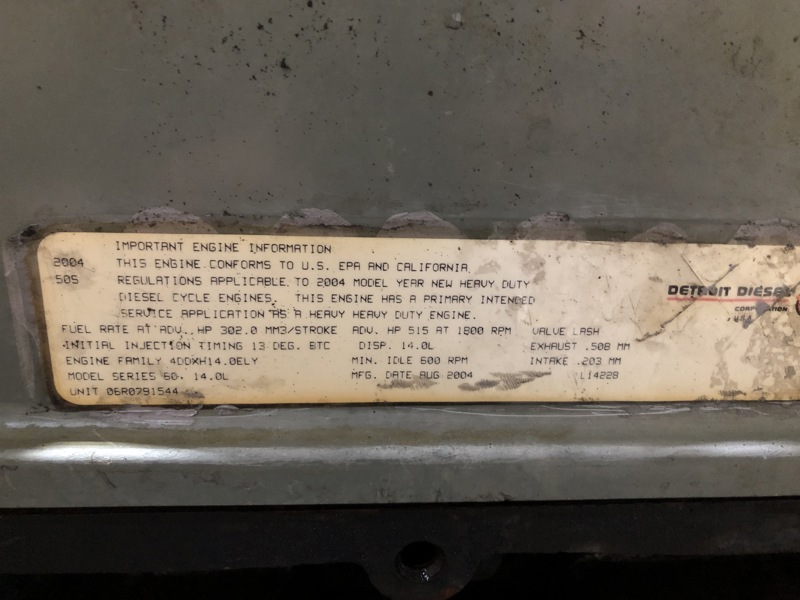 IMPORTANT ENGINE INFORMATION
2004 THIS ENGINE CONFORMS TO U.S. EPA AND CALIFORNIA
505 REGULATIONS APPLICABLE TO 2004 MODEL YEAR NEW HEAVY DUTY
DIESEL CYCLE ENGINES. THIS ENGINE HAS A PRIMARY INTENDED
SERVICE APPLICATION AS A HEAVY HEAVY DUTY ENGINE.
FUEL RATE AT ADV. HP 302.0 MM3/STROKE ADV. HP 515 AT 1800 RPM VALVE LASH
INITIAL INJECTION TIMING 13 DEG. BTC DISP. 14.0L EXHAUST .508 MM
ENGINE FAMILY 4DDXH14.0ELY MIN. IDLE 600 RPM INTAKE .203 MM
MODEL SERIES 60. 14.0L MFG. DATE AUG 2004 L14228
UNIT 06R0791544
DETROIT DIESEL
CORPORATION
U.S.A.